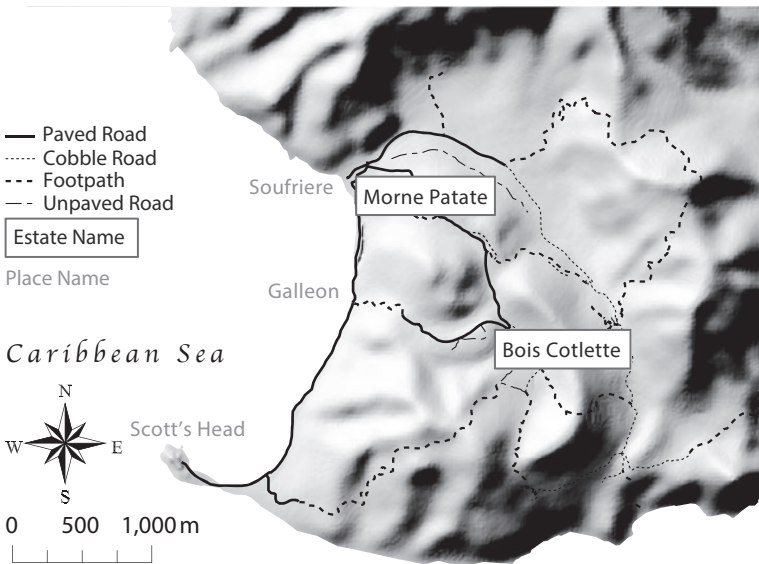 Paved Road
Cobble Road
Footpath
Unpaved Road
Estate Name
Place Name
Soufriere
Morne Patate
Galleon
Bois Cotlette
Caribbean Sea
Scott's Head
N
W E
S
0 500 1,000 m